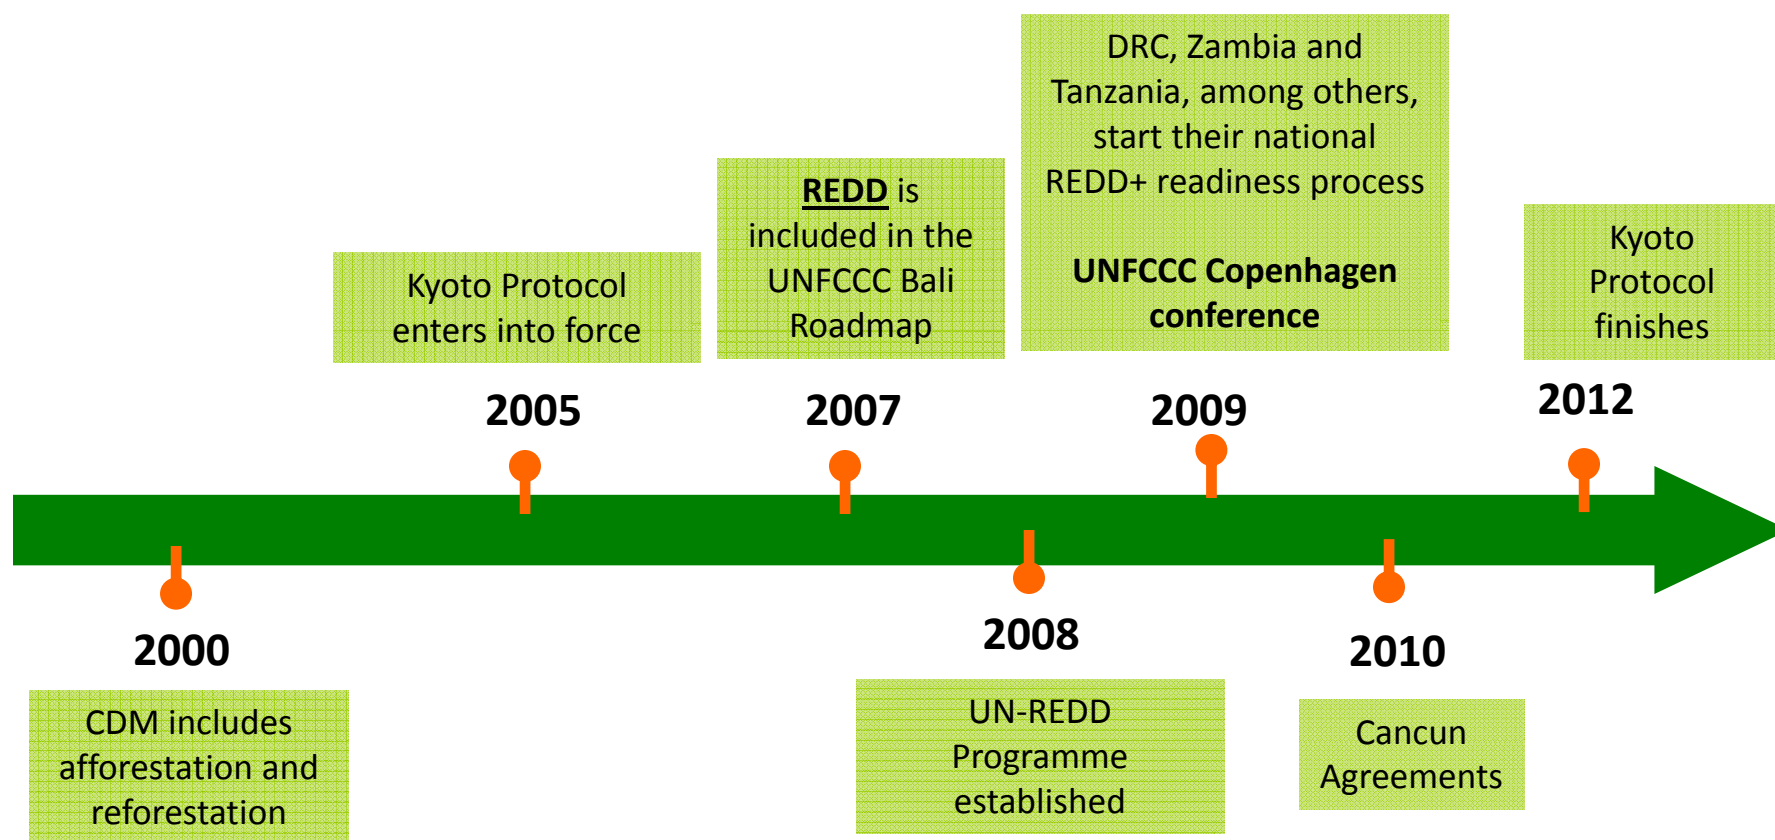 DRC, Zambia and
Tanzania, among others,
start their national
REDD+ readiness process
UNFCCC Copenhagen
conference
REDD is
included in the
UNFCCC Bali
Roadmap
Kyoto
Protocol
finishes
Kyoto Protocol
enters into force
2005
2007
2009
2012
2000
2008
2010
CDM includes
afforestation and
reforestation
UN-REDD
Programme
established
Cancun
Agreements